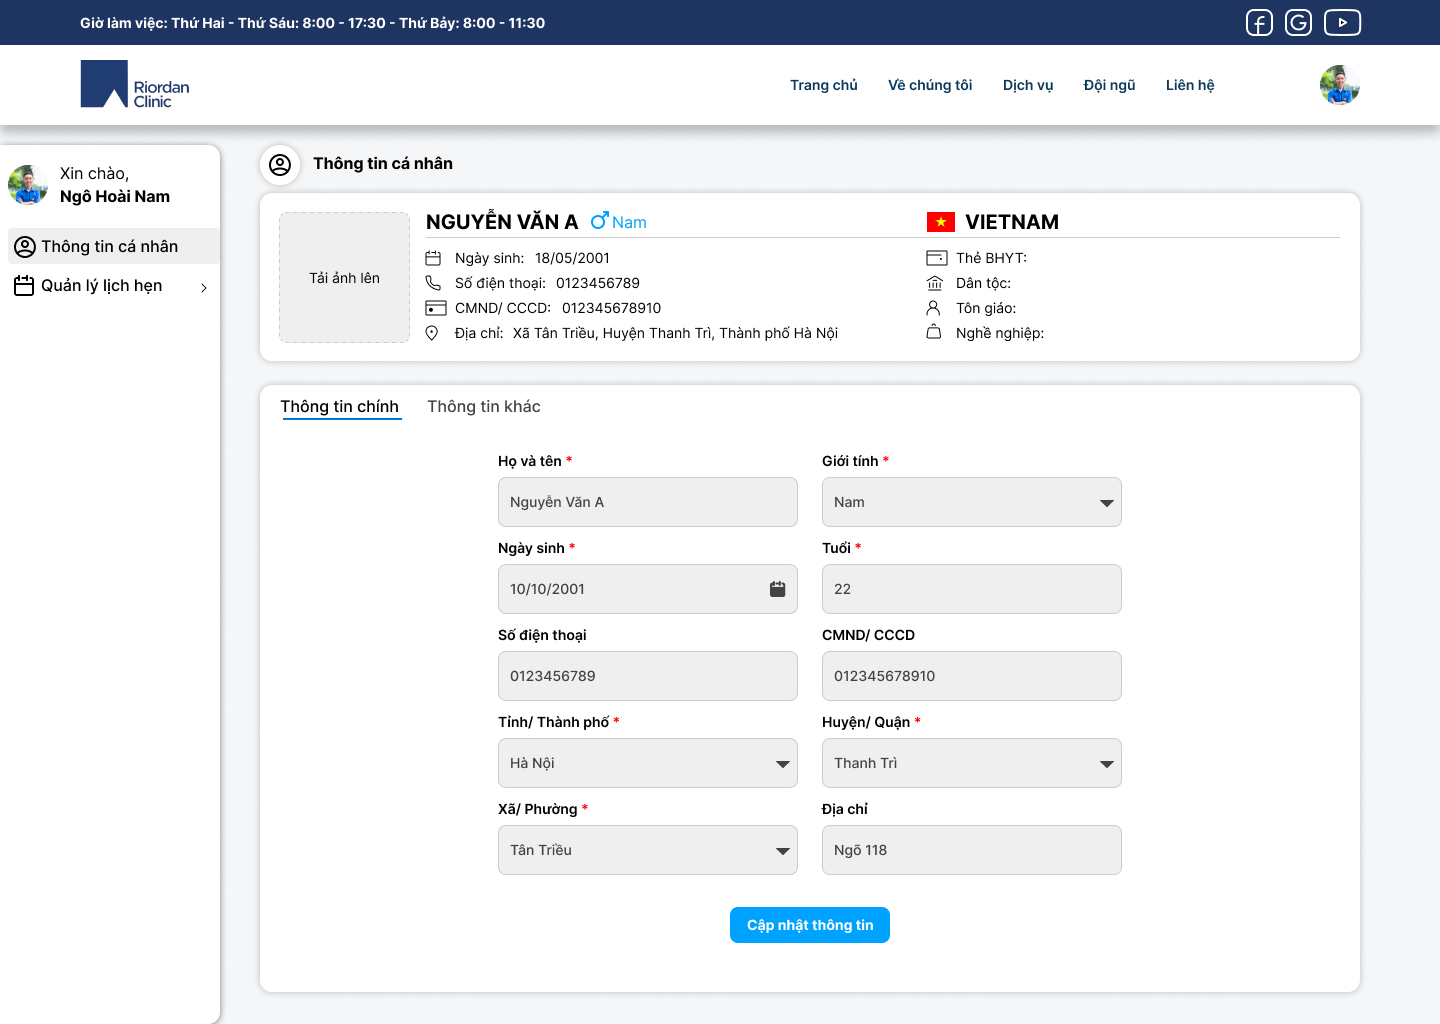 Giờ làm việc: Thứ Hai - Thứ Sáu: 8:00 - 17:30 - Thứ Bảy: 8:00 - 11:30
Riordan
Clinic
Trang chủ
Về chúng tôi
Dịch vụ
Đội ngũ
Liên hệ
Xin chào,
Ngô Hoài Nam
Thông tin cá nhân
Quản lý lịch hẹn
Thông tin cá nhân
Tải ảnh lên
NGUYỄN VĂN A
Nam
VIETNAM
Ngày sinh: 18/05/2001
Số điện thoại: 0123456789
CMND/ CCCD: 012345678910
Địa chỉ: Xã Tân Triều, Huyện Thanh Trì, Thành phố Hà Nội
Thẻ BHYT:
Dân tộc:
Tôn giáo:
Nghề nghiệp:
Thông tin chính
Thông tin khác
Họ và tên *
Giới tính *
Nguyễn Văn A
Nam
Ngày sinh *
Tuổi *
10/10/2001
22
Số điện thoại
CMND/ CCCD
0123456789
012345678910
Tỉnh/ Thành phố *
Huyện/ Quận *
Hà Nội
Thanh Trì
Xã/ Phường *
Địa chỉ
Tân Triều
Ngõ 118
Cập nhật thông tin